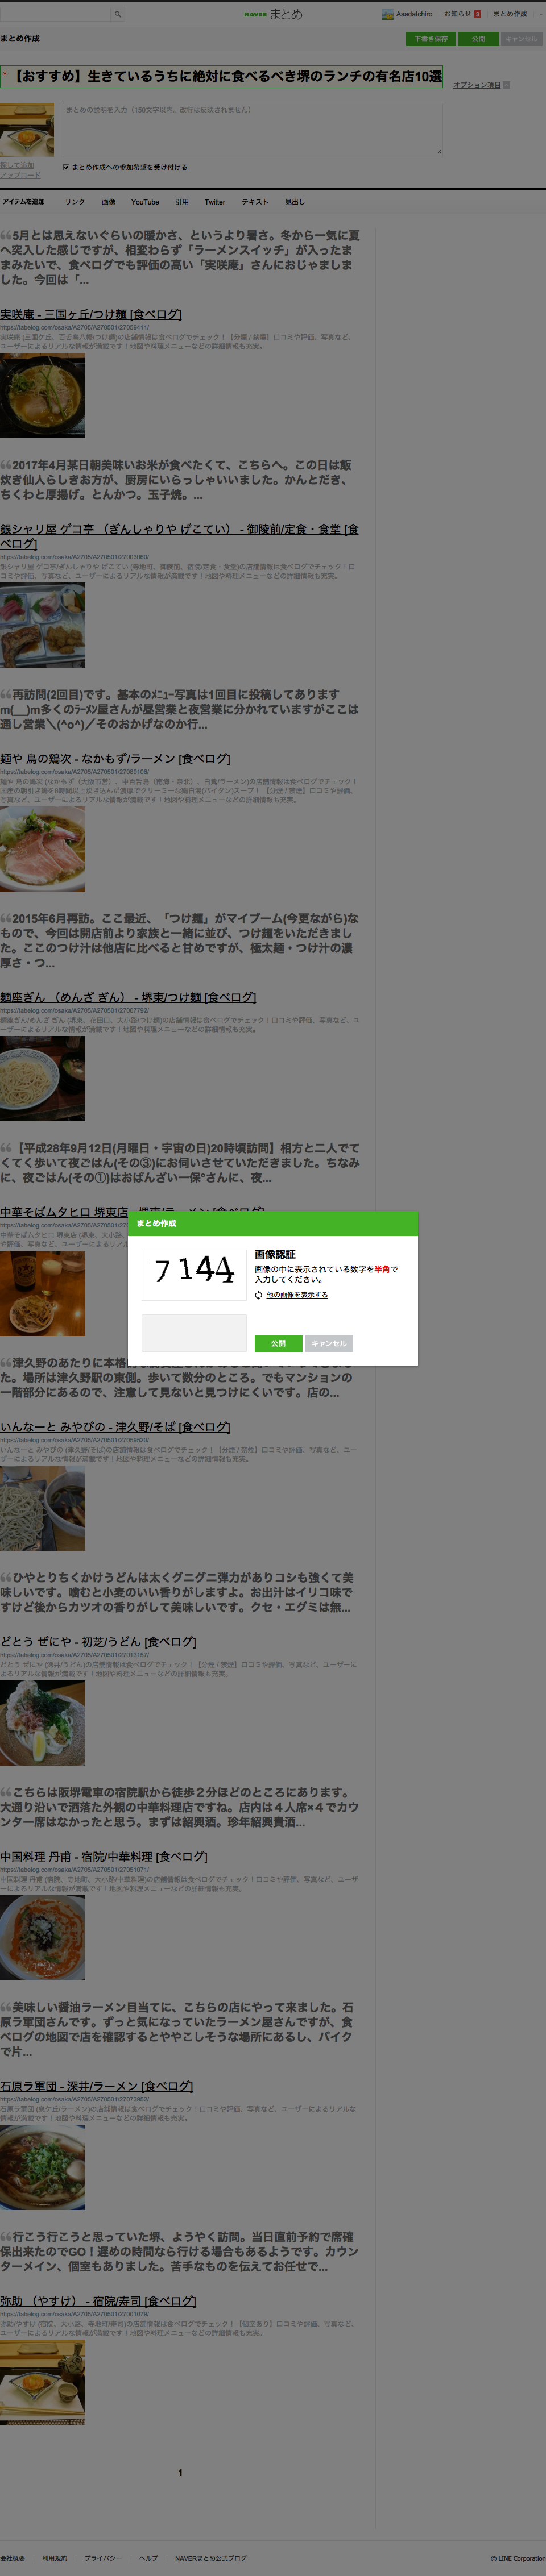 NAVER まとめ
AsadaIchiro
お知らせ 3
まとめ作成
まとめ作成
下書き保存
公開
キャンセル
* 【おすすめ】生きているうちに絶対に食べるべき堺のランチの有名店10選
オプション項目
まとめの説明を入力（160文字以内。改行は反映されません）
探して追加
アップロード
まとめ作成への参加希望を受け付ける
アイテムを追加 リンク 画像 YouTube 引用 Twitter テキスト 見出し
5月とは思えないぐらいの暖かさ、というより暑さ。冬から一気に夏
へ突入した感じですが、相変わらず「ラーメンスイッチ」が入ったま
まみたいで、食べログでも評価の高い「実咲庵」さんにおじゃましま
した。今回は「...
実咲庵 - 三国ヶ丘/つけ麺 [食べログ]
https://tabelog.com/osaka/A2705/A270501/27059411/
実咲庵 (三国ケ丘、百舌鳥八幡/つけ麺)の店舗情報は食べログでチェック！【分煙 / 禁煙】口コミや評価、写真など、
ユーザーによるリアルな情報が満載です！地図や料理メニューなどの詳細情報も充実。
2017年4月某日朝美味いお米が食べたくて、こちらへ。この日は飯
炊き仙人らしきお方が、厨房にいらっしゃいいました。かんとだき、
ちくわと厚揚げ。とんかつ。玉子焼。...
銀シャリ屋 ゲコ亭 （ぎんしゃりや げこてい） - 御陵前/定食・食堂 [食
べログ]
https://tabelog.com/osaka/A2705/A270501/27003080/
銀シャリ屋 ゲコ亭/ぎんしゃりや げこてい (寺地町、御陵前、宿院/定食・食堂)の店舗情報は食べログでチェック！口
コミや評価、写真など、ユーザーによるリアルな情報が満載です！地図や料理メニューなどの詳細情報も充実。
再訪問(2回目)です。基本のﾒﾆｭｰ写真は1回目に投稿してあります
m(__)m多くのﾗｰﾒﾝ屋さんが昼営業と夜営業に分かれていますがここは
通し営業＼(^o^)／そのおかげなのか行...
麺や 鳥の鶏次 - なかもず/ラーメン [食べログ]
https://tabelog.com/osaka/A2705/A270501/27089109/
麺や 鳥の鶏次 (なかもず（大阪市営）、中百舌鳥（南海・泉北）、白鷺/ラーメン)の店舗情報は食べログでチェック！
国産の朝引き鶏を6時間以上炊き込んだ濃厚でクリーミーな鶏白湯(パイタン)スープ！【分煙 / 禁煙】口コミや評価、
写真など、ユーザーによるリアルな情報が満載です！地図や料理メニューなどの詳細情報も充実。
2015年6月再訪。ここ最近、「つけ麺」がマイブーム(今更ながら)な
もので、今回は開店前より家族と一緒に並び、つけ麺をいただきまし
た。ここのつけ汁は他店に比べると甘めですが、極太麺・つけ汁の濃
厚さ・つ...
麺座ぎん （めんざ ぎん） - 堺東/つけ麺 [食べログ]
https://tabelog.com/osaka/A2705/A270501/27007792/
麺座ぎん/めんざ ぎん (堺東、花田口、大小路/つけ麺)の店舗情報は食べログでチェック！口コミや評価、写真など、ユ
ーザーによるリアルな情報が満載です！地図や料理メニューなどの詳細情報も充実。
【平成28年9月12日(月曜日・宇宙の日)20時頃訪問】相方と二人でて
くてく歩いて夜ごはん(その③)にお伺いさせていただきました。ちなみ
に、夜ごはん(その①)はおばんざい一保°さんに、夜...
中華そばムタヒロ 堺東店 - 堺東/ラーメン [食べログ]
https://tabelog.com/osaka/A2705/A270501/270
中華そばムタヒロ 堺東店 (堺東、大小路、
や評価、写真など、ユーザーによるリアル
まとめ作成
7144
画像認証
画像の中に表示されている数字を半角で
入力してください。
他の画像を表示する
公開
キャンセル
た。場所は津久野駅の東側。歩いて数分のところ。でもマンションの
一階部分にあるので、注意して見ないと見つけにくいです。店の...
いんなーと みやびの - 津久野/そば [食べログ]
https://tabelog.com/osaka/A2705/A270501/27059520/
いんなーと みやびの (津久野/そば)の店舗情報は食べログでチェック！【分煙 / 禁煙】口コミや評価、写真など、ユー
ザーによるリアルな情報が満載です！地図や料理メニューなどの詳細情報も充実。
ひやとりちくかけうどんは太くグニグニ弾力がありコシも強くて美
味しいです。噛むと小麦のいい香りがしますよ。お出汁はイリコ味で
すけど後からカツオの香りがして美味しいです。クセ・エグミは無...
どとう ぜにや - 初芝/うどん [食べログ]
https://tabelog.com/osaka/A2705/A270501/27013157/
どとう ぜにや (深井/うどん)の店舗情報は食べログでチェック！【分煙 / 禁煙】口コミや評価、写真など、ユーザーに
よるリアルな情報が満載です！地図や料理メニューなどの詳細情報も充実。
こちらは阪堺電車の宿院駅から徒歩２分ほどのところにあります。
大通り沿いで洒落た外観の中華料理店ですね。店内は４人席×４でカウ
ンター席はなかったと思う。まずは紹興酒。珍年紹興貴酒...
中国料理 丹甫 - 宿院/中華料理 [食べログ]
https://tabelog.com/osaka/A2705/A270501/27051071/
中国料理 丹甫 (宿院、寺地町、大小路/中華料理)の店舗情報は食べログでチェック！口コミや評価、写真など、ユーザ
ーによるリアルな情報が満載です！地図や料理メニューなどの詳細情報も充実。
美味しい醤油ラーメン目当てに、こちらの店にやって来ました。石
原ラ軍団さんです。ずっと気になっていたラーメン屋さんですが、食
べログの地図で店を確認するとややこしそうな場所にあるし、バイク
で片...
石原ラ軍団 - 深井/ラーメン [食べログ]
https://tabelog.com/osaka/A2705/A270501/27073952/
石原ラ軍団 (泉ケ丘/ラーメン)の店舗情報は食べログでチェック！口コミや評価、写真など、ユーザーによるリアルな
情報が満載です！地図や料理メニューなどの詳細情報も充実。
行こう行こうと思っていた堺、ようやく訪問。当日直前予約で席確
保出来たのでGO！遅めの時間なら行ける場合もあるようです。カウン
ターメイン、個室もありました。苦手なものを伝えてお任せで...
弥助 （やすけ） - 宿院/寿司 [食べログ]
https://tabelog.com/osaka/A2705/A270501/27001079/
弥助/やすけ (宿院、大小路、寺地町/寿司)の店舗情報は食べログでチェック！【個室あり】口コミや評価、写真など、
ユーザーによるリアルな情報が満載です！地図や料理メニューなどの詳細情報も充実。
1
会社概要 利用規約 プライバシー ヘルプ NAVERまとめ公式ブログ
© LINE Corporation